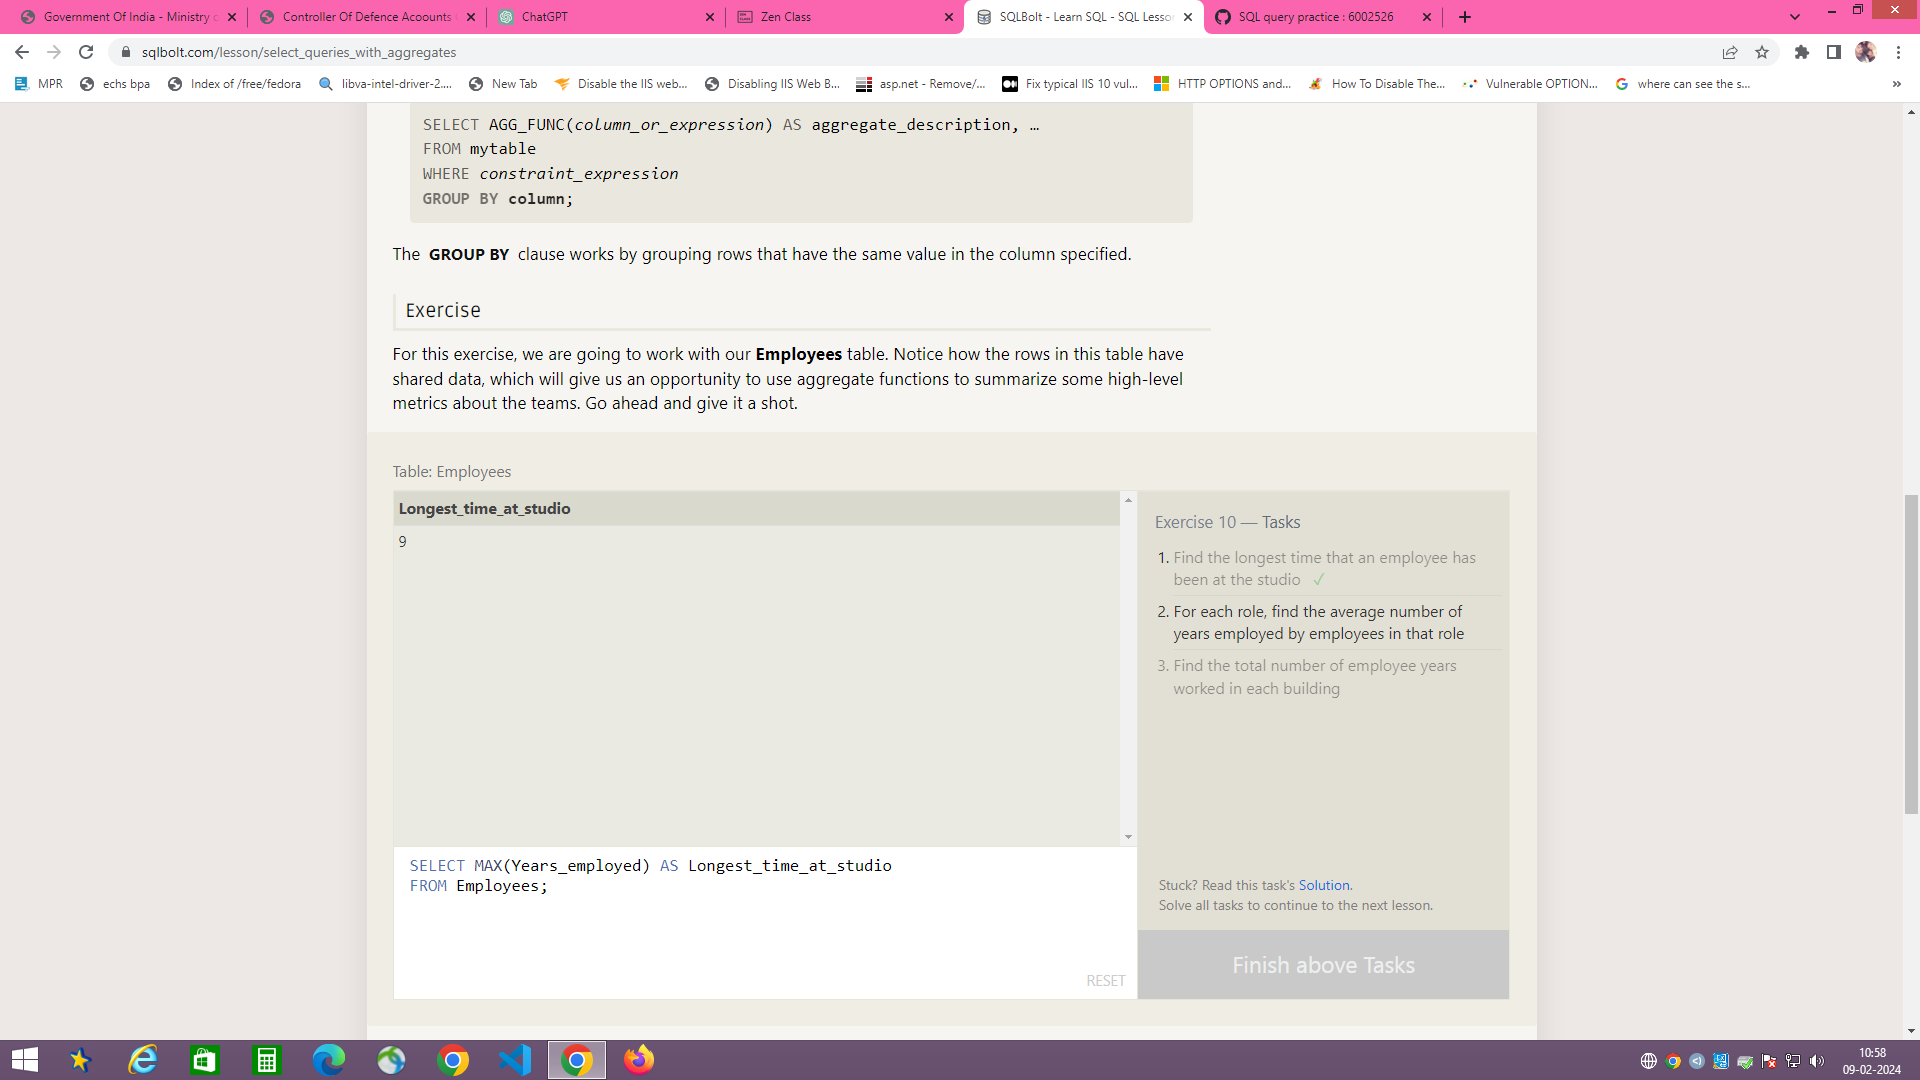 Government Of India - Ministry
Controller Of Defence Acoounts
ChatGPT
Zen Class
SQLBolt - Learn SQL - SQL Lesso
SQL query practice : 6002526
sqlbolt.com/lesson/select_queries_with_aggregates
MPR
echs bpa
Index of /free/fedora
libva-intel-driver-2....
New Tab
Disable the IIS web...
Disabling IIS Web B...
asp.net - Remove/...
Fix typical IIS 10 vul...
HTTP OPTIONS and...
How To Disable The...
Vulnerable OPTION...
where can see the s...
»
SELECT AGG_FUNC(column_or_expression) AS aggregate_description, …
FROM mytable
WHERE constraint_expression
GROUP BY column;
The GROUP BY clause works by grouping rows that have the same value in the column specified.
Exercise
For this exercise, we are going to work with our Employees table. Notice how the rows in this table have
shared data, which will give us an opportunity to use aggregate functions to summarize some high-level
metrics about the teams. Go ahead and give it a shot.
Table: Employees
Longest_time_at_studio
9
SELECT MAX(Years_employed) AS Longest_time_at_studio
FROM Employees;
RESET
Exercise 10 — Tasks
1. Find the longest time that an employee has
been at the studio ✓
2. For each role, find the average number of
years employed by employees in that role
3. Find the total number of employee years
worked in each building
Stuck? Read this task's Solution.
Solve all tasks to continue to the next lesson.
Finish above Tasks
10:58
09-02-2024